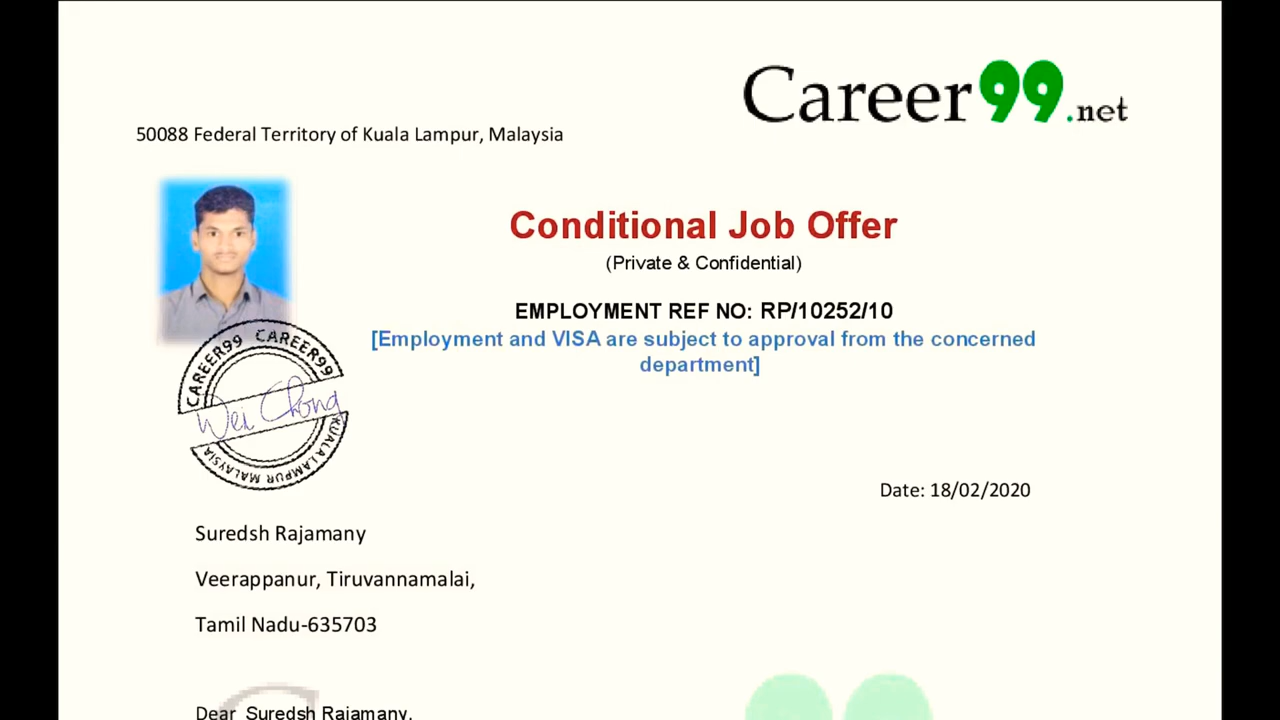 Career99.net
50088 Federal Territory of Kuala Lampur, Malaysia
Conditional Job Offer
(Private & Confidential)
EMPLOYMENT REF NO: RP/10252/10
[Employment and VISA are subject to approval from the concerned
department]
CAREER99 CAREER99
Wei Chong
KUALA LAMPUR MALAYSIA
Date: 18/02/2020
Suredsh Rajamany
Veerappanur, Tiruvannamalai,
Tamil Nadu-635703
Dear Suredsh Rajamany,